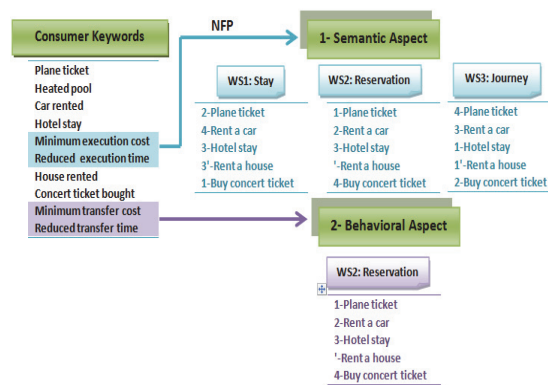 NFP
Consumer Keywords
Plane ticket
Heated pool
Car rented
Hotel stay
Minimum execution cost
Reduced execution time
House rented
Concert ticket bought
Minimum transfer cost
Reduced transfer time
1- Semantic Aspect
WS1: Stay
2-Plane ticket
4-Rent a car
3-Hotel stay
3'-Rent a house
1-Buy concert ticket
WS2: Reservation
1-Plane ticket
2-Rent a car
3-Hotel stay
'-Rent a house
4-Buy concert ticket
WS3: Journey
4-Plane ticket
3-Rent a car
1-Hotel stay
1'-Rent a house
2-Buy concert ticket
2- Behavioral Aspect
WS2: Reservation
1-Plane ticket
2-Rent a car
3-Hotel stay
'-Rent a house
4-Buy concert ticket